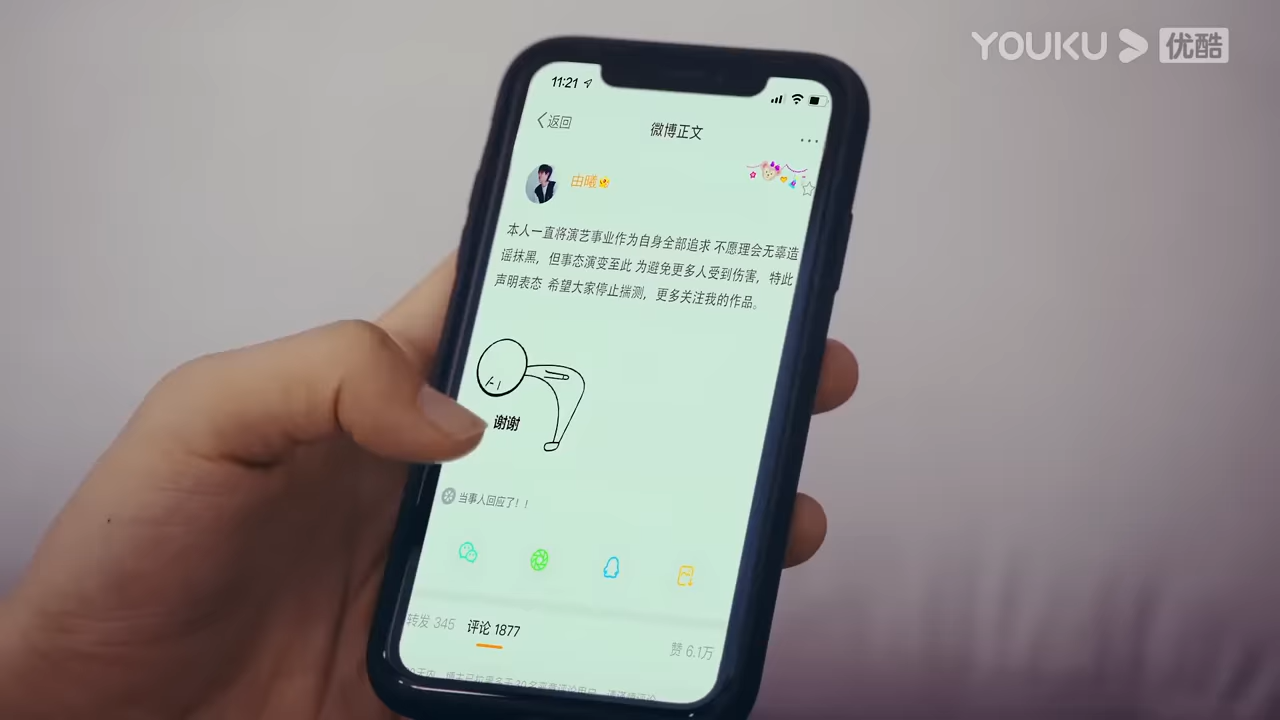 YOUKU 优酷
11:21
返回
微博正文
由曦
本人一直将演艺事业作为自身全部追求 不愿理会无辜造
谣抹黑，但事态演变至此 为避免更多人受到伤害，特此
声明表态 希望大家停止揣测，更多关注我的作品。
谢谢
当事人回应了！！
转发 345 评论 1877 赞 6.1万